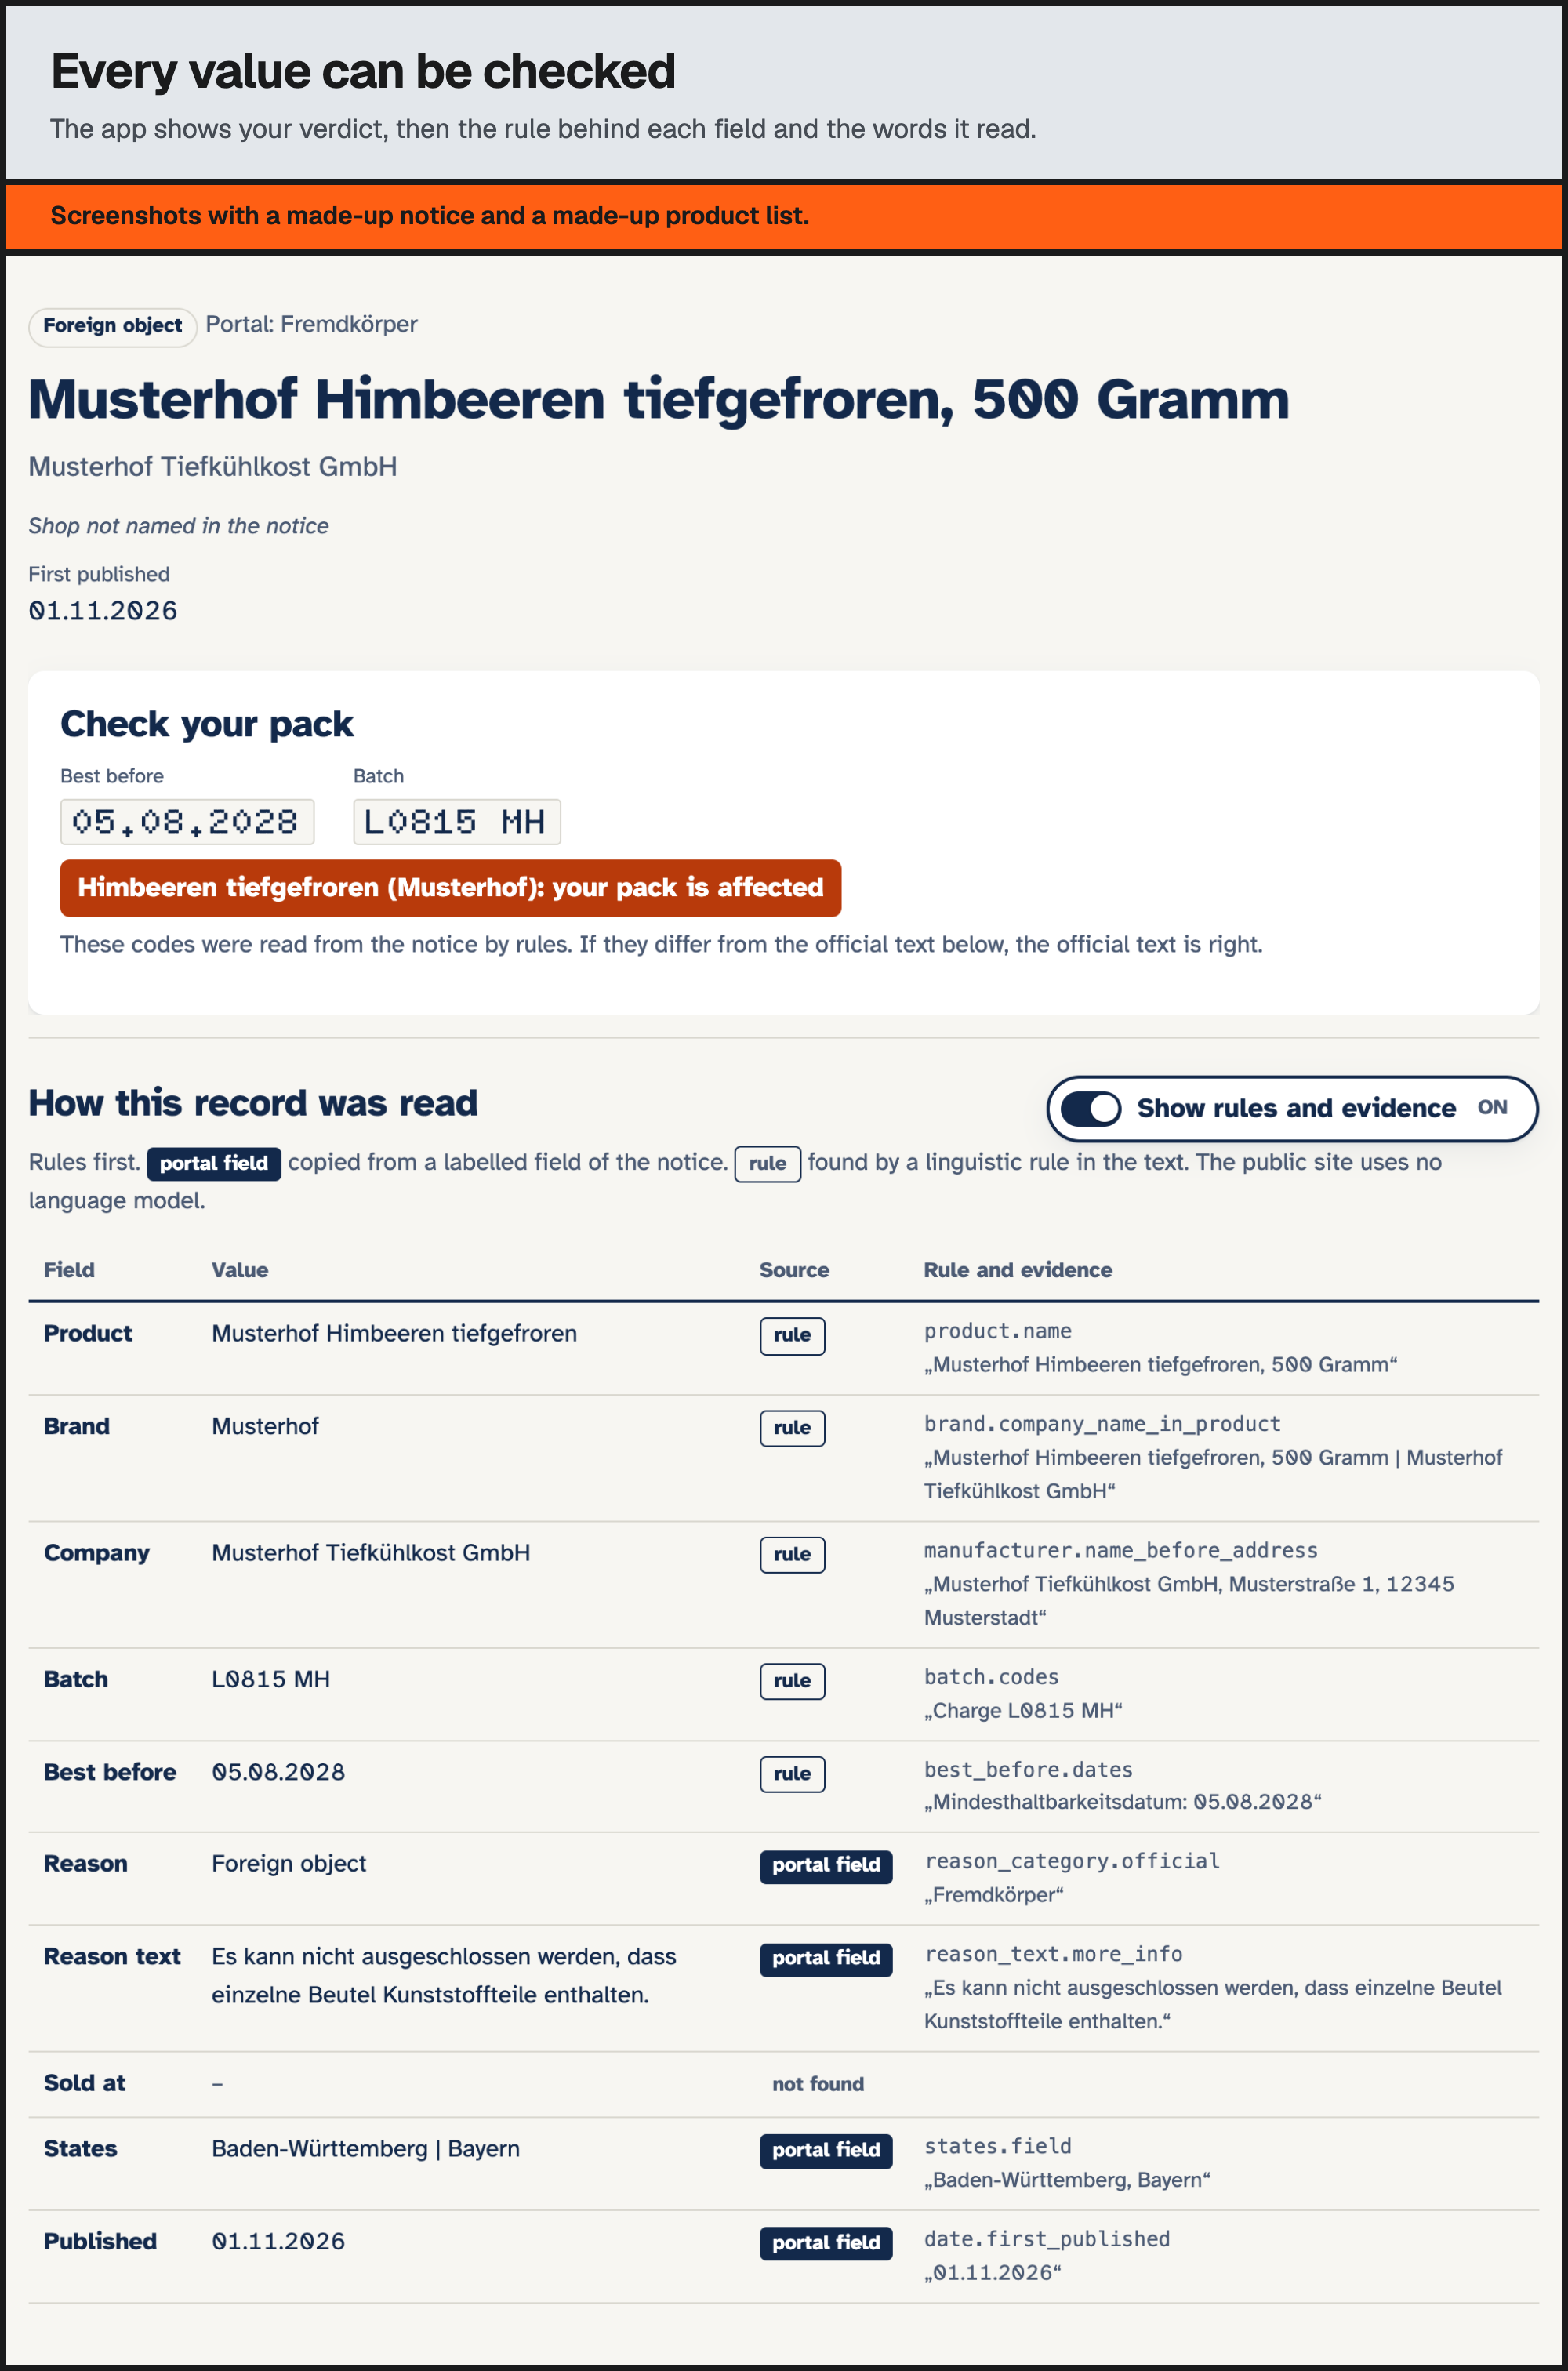 Every value can be checked
The app shows your verdict, then the rule behind each field and the words it read.
Screenshots with a made-up notice and a made-up product list.
Foreign object Portal: Fremdkörper
Musterhof Himbeeren tiefgefroren, 500 Gramm
Musterhof Tiefkühlkost GmbH
Shop not named in the notice
First published
01.11.2026
Check your pack
Best before Batch
05.08.2028 L0815 MH
Himbeeren tiefgefroren (Musterhof): your pack is affected
These codes were read from the notice by rules. If they differ from the official text below, the official text is right.
How this record was read Show rules and evidence ON
Rules first. portal field copied from a labelled field of the notice. rule found by a linguistic rule in the text. The public site uses no
language model.
Field Value Source Rule and evidence
Product Musterhof Himbeeren tiefgefroren rule product.name
„Musterhof Himbeeren tiefgefroren, 500 Gramm“
Brand Musterhof rule brand.company_name_in_product
„Musterhof Himbeeren tiefgefroren, 500 Gramm | Musterhof
Tiefkühlkost GmbH“
Company Musterhof Tiefkühlkost GmbH rule manufacturer.name_before_address
„Musterhof Tiefkühlkost GmbH, Musterstraße 1, 12345
Musterstadt“
Batch L0815 MH rule batch.codes
„Charge L0815 MH“
Best before 05.08.2028 rule best_before.dates
„Mindesthaltbarkeitsdatum: 05.08.2028“
Reason Foreign object portal field reason_category.official
„Fremdkörper“
Reason text Es kann nicht ausgeschlossen werden, dass portal field reason_text.more_info
einzelne Beutel Kunststoffteile enthalten. „Es kann nicht ausgeschlossen werden, dass einzelne Beutel
Kunststoffteile enthalten.“
Sold at – not found
States Baden-Württemberg | Bayern portal field states.field
„Baden-Württemberg, Bayern“
Published 01.11.2026 portal field date.first_published
„01.11.2026“